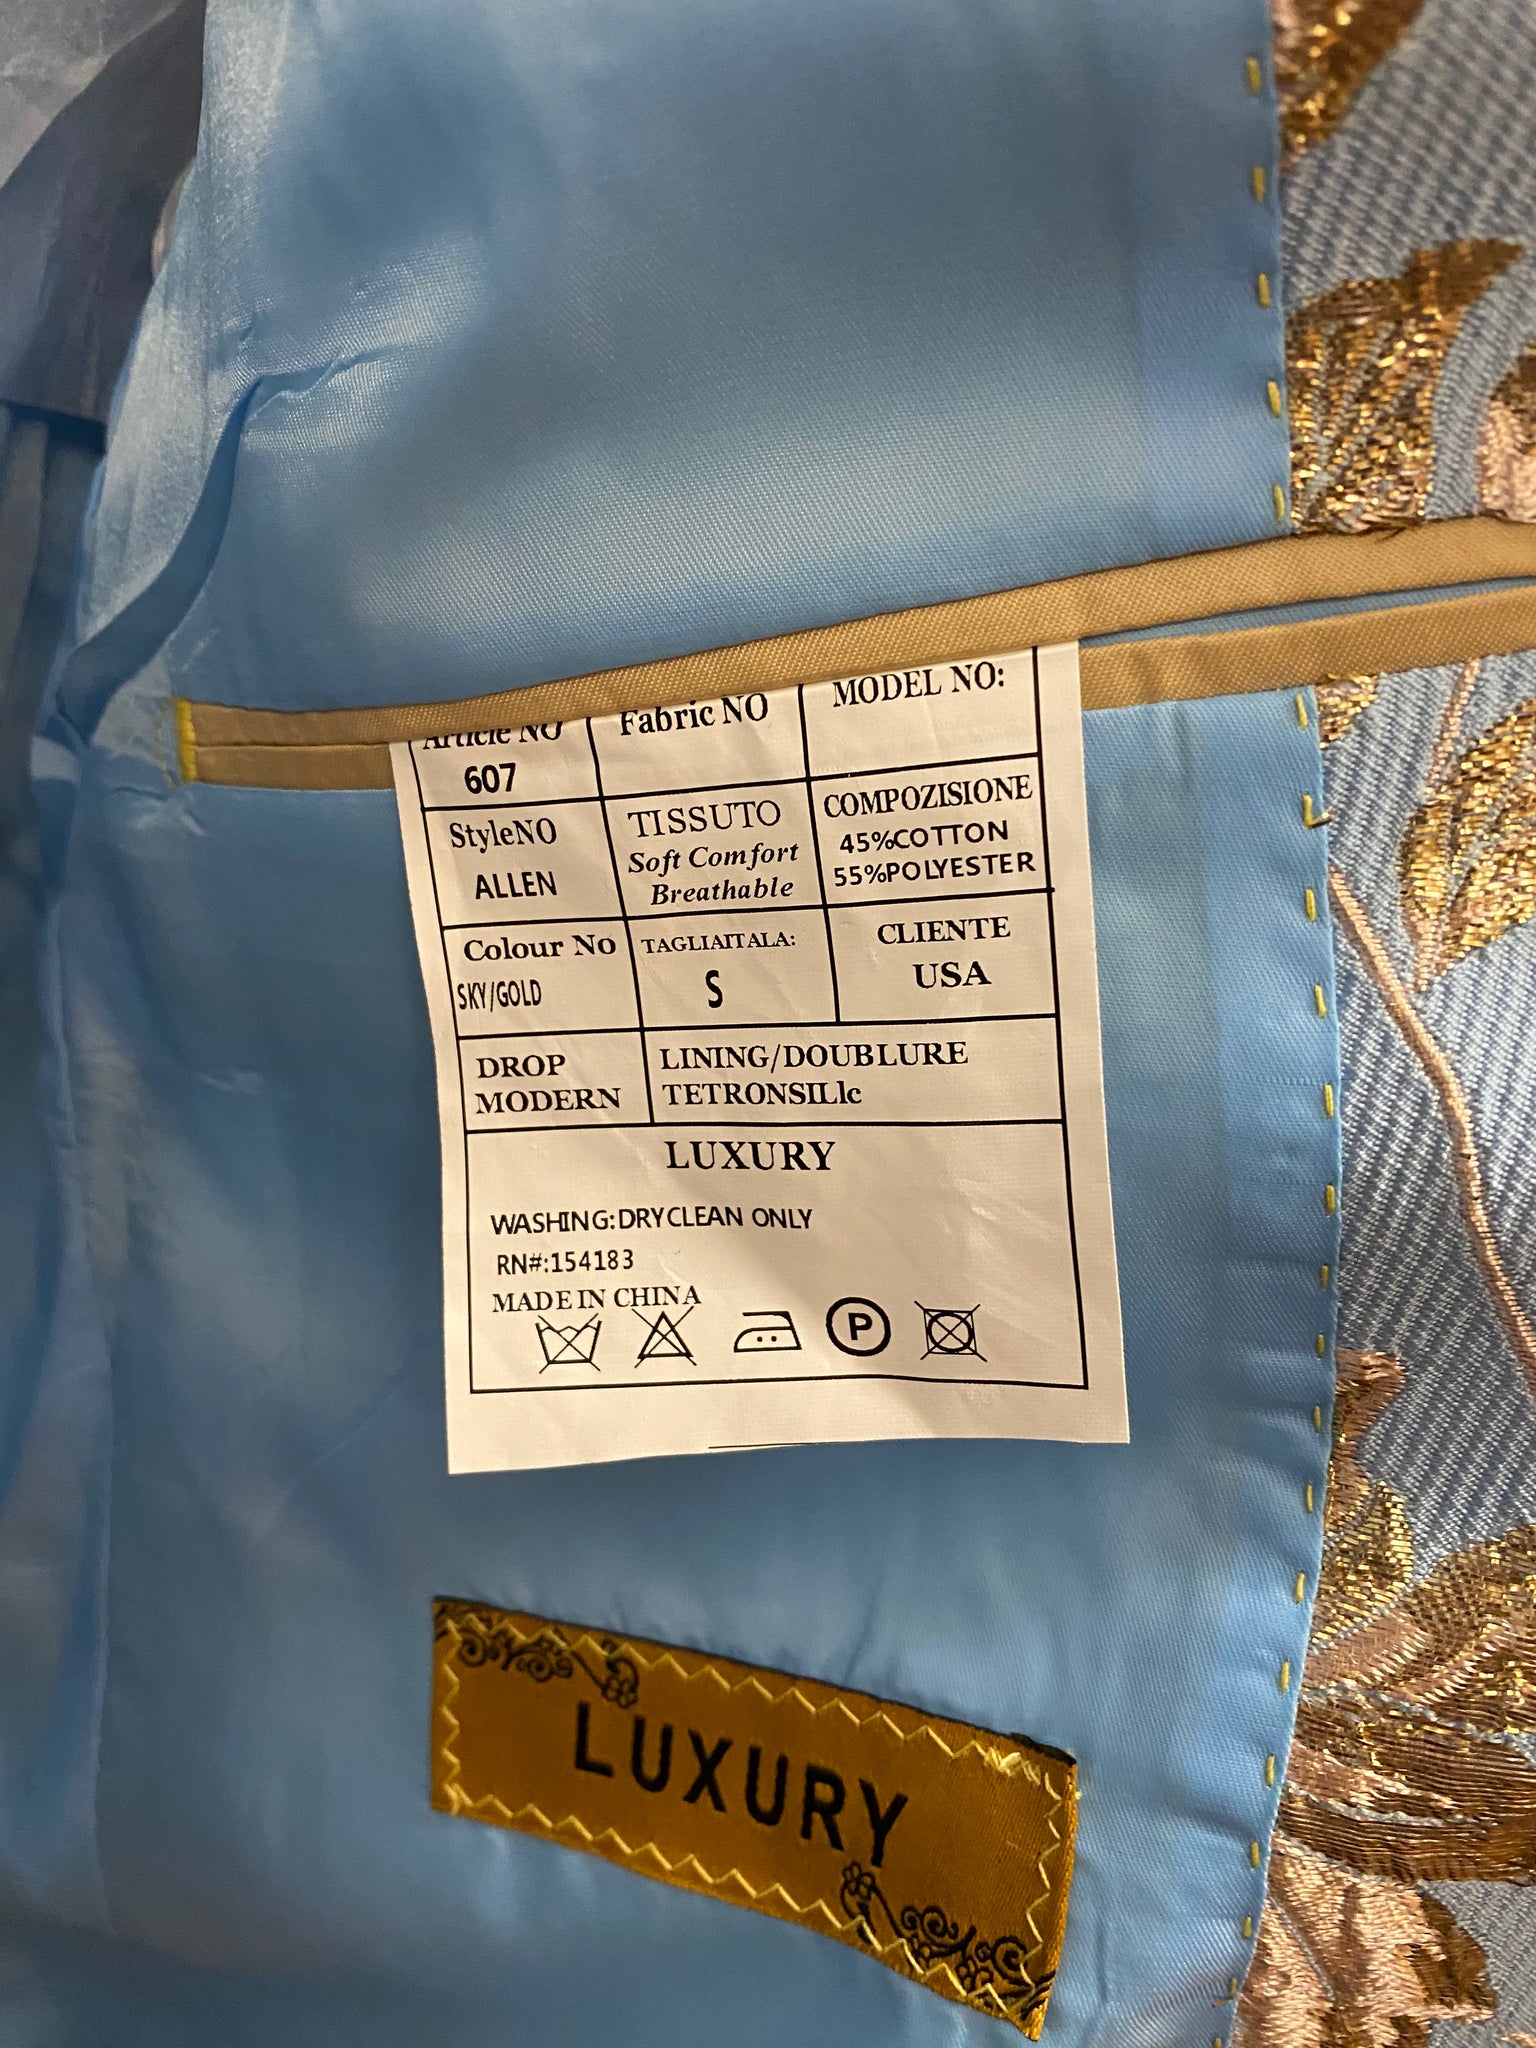 Article NO
607
Fabric NO
MODEL NO:
StyleNO
ALLEN
TISSUTO
Soft Comfort
Breathable
COMPOZISIONE
45%COTTON
55%POLYESTER
Colour No
SKY/GOLD
TAGLIAITALA:
S
CLIENTE
USA
DROP
MODERN
LINING/DOUBLURE
TETRONSILlc
LUXURY
WASHING:DRYCLEAN ONLY
RN#:154183
MADE IN CHINA
P
LUXURY